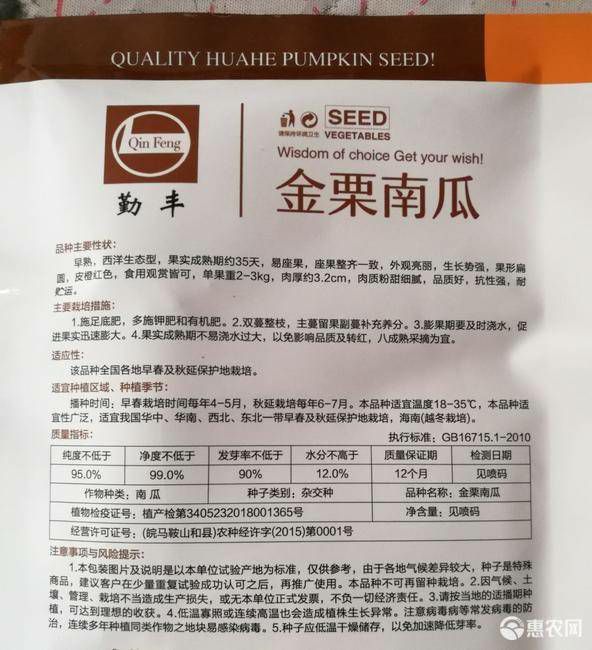 QUALITY HUAHE PUMPKIN SEED!
Qin Feng
勤丰
请保持环境卫生
SEED
VEGETABLES
Wisdom of choice Get your wish!
金栗南瓜
品种主要性状：
早熟，西洋生态型，果实成熟期约35天，易座果，座果整齐一致，外观亮丽，生长势强，果形扁
圆，皮橙红色，食用观赏皆可，单果重2-3kg，肉厚约3.2cm，肉质粉甜细腻，品质好，抗性强，耐
贮运。
主要栽培措施：
1.施足底肥，多施钾肥和有机肥。2.双蔓整枝，主蔓留果副蔓补充养分。3.膨果期要及时浇水，促
进果实迅速膨大。4.果实成熟期不易浇水过大，以免影响品质及转红，八成熟采摘为宜。
适应性：
该品种全国各地早春及秋延保护地栽培。
适宜种植区域、种植季节：
播种时间：早春栽培时间每年4-5月，秋延栽培每年6-7月。本品种适宜温度18-35℃，本品种适
宜性广泛，适宜我国华中、华南、西北、东北一带早春及秋延保护地栽培，海南(越冬栽培)。
质量指标： 执行标准：GB16715.1-2010
纯度不低于 净度不低于 发芽率不低于 水分不高于 质量保证期 检测日期
95.0% 99.0% 90% 12.0% 12个月 见喷码
作物种类：南瓜 种子类别：杂交种 品种名称：金栗南瓜
植物检疫证号：植产检第3405232018001365号 净含量：见喷码
经营许可证号：(皖马鞍山和县)农种经许字(2015)第0001号
注意事项与风险提示：
1.本包装图片及说明是以本单位试验产地为标准，仅供参考，由于各地气候差异较大，种子是特殊
商品，建议客户在少量重复试验成功认可之后，再推广使用。本品种不可再留种栽培。2.因气候、土
壤、管理、栽培不当造成生产损失，或无本单位正式发票，不负一切经济责任。3.请按当地的适播期种
植，可达到理想的收获。4.低温寡照或连续高温也会造成植株生长异常。注意病毒病等常发病毒的防
治，连续多年种植同类作物之地块易感染病毒。5.种子应低温干燥储存，以免加速降低芽率。
惠农网